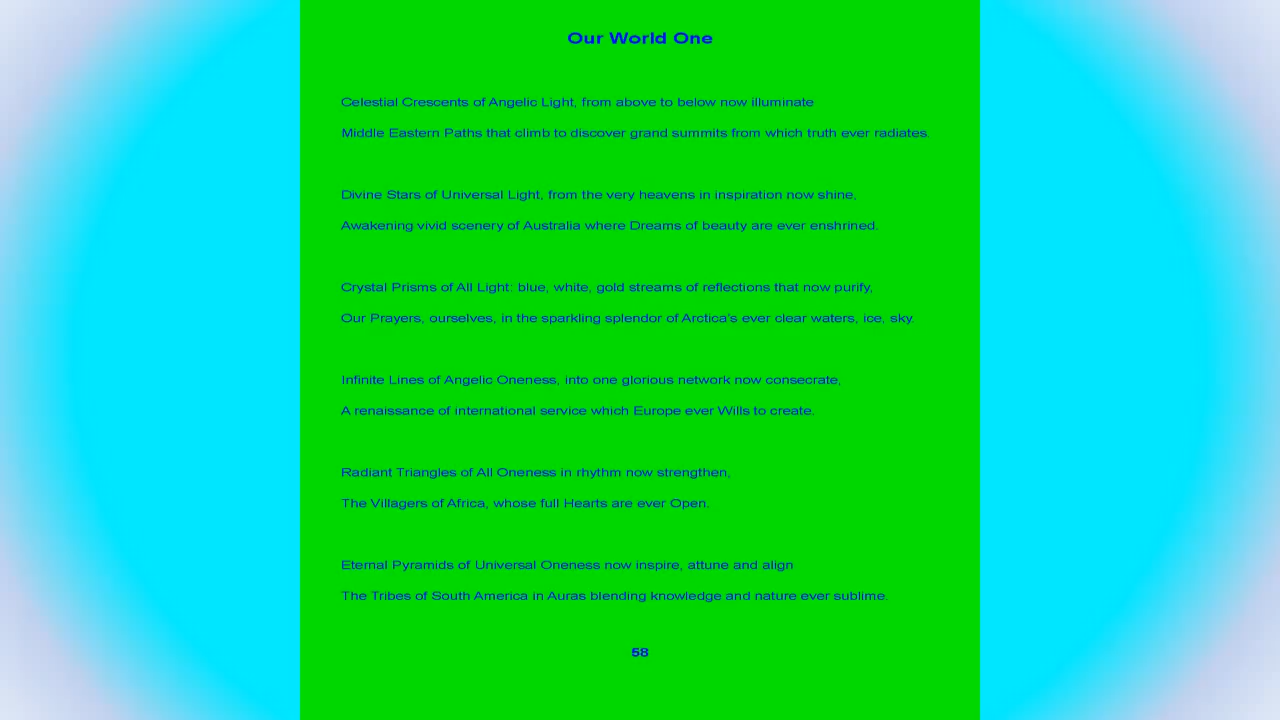 Our World One
Celestial Crescents of Angelic Light, from above to below now illuminate
Middle Eastern Paths that climb to discover grand summits from which truth ever radiates.
Divine Stars of Universal Light, from the very heavens in inspiration now shine,
Awakening vivid scenery of Australia where Dreams of beauty are ever enshrined.
Crystal Prisms of All Light: blue, white, gold streams of reflections that now purify,
Our Prayers, ourselves, in the sparkling splendor of Arctica's ever clear waters, ice, sky.
Infinite Lines of Angelic Oneness, into one glorious network now consecrate,
A renaissance of international service which Europe ever Wills to create.
Radiant Triangles of All Oneness in rhythm now strengthen,
The Villagers of Africa, whose full Hearts are ever Open.
Eternal Pyramids of Universal Oneness now inspire, attune and align
The Tribes of South America in Auras blending knowledge and nature ever sublime.
58